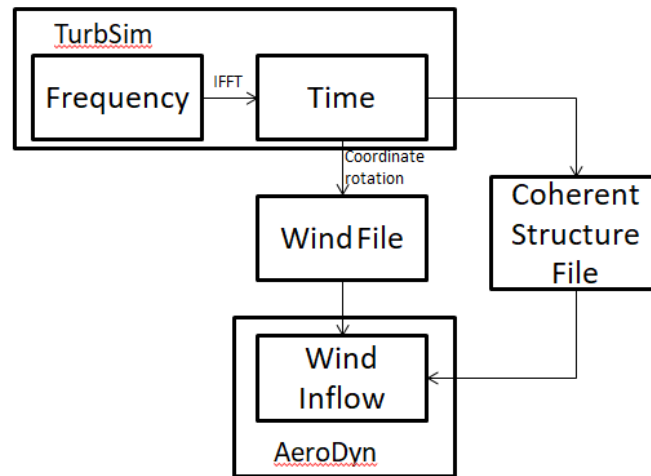 TurbSim
Frequency
IFFT
Time
Coordinate
rotation
Wind File
Coherent
Structure
File
Wind
Inflow
AeroDyn